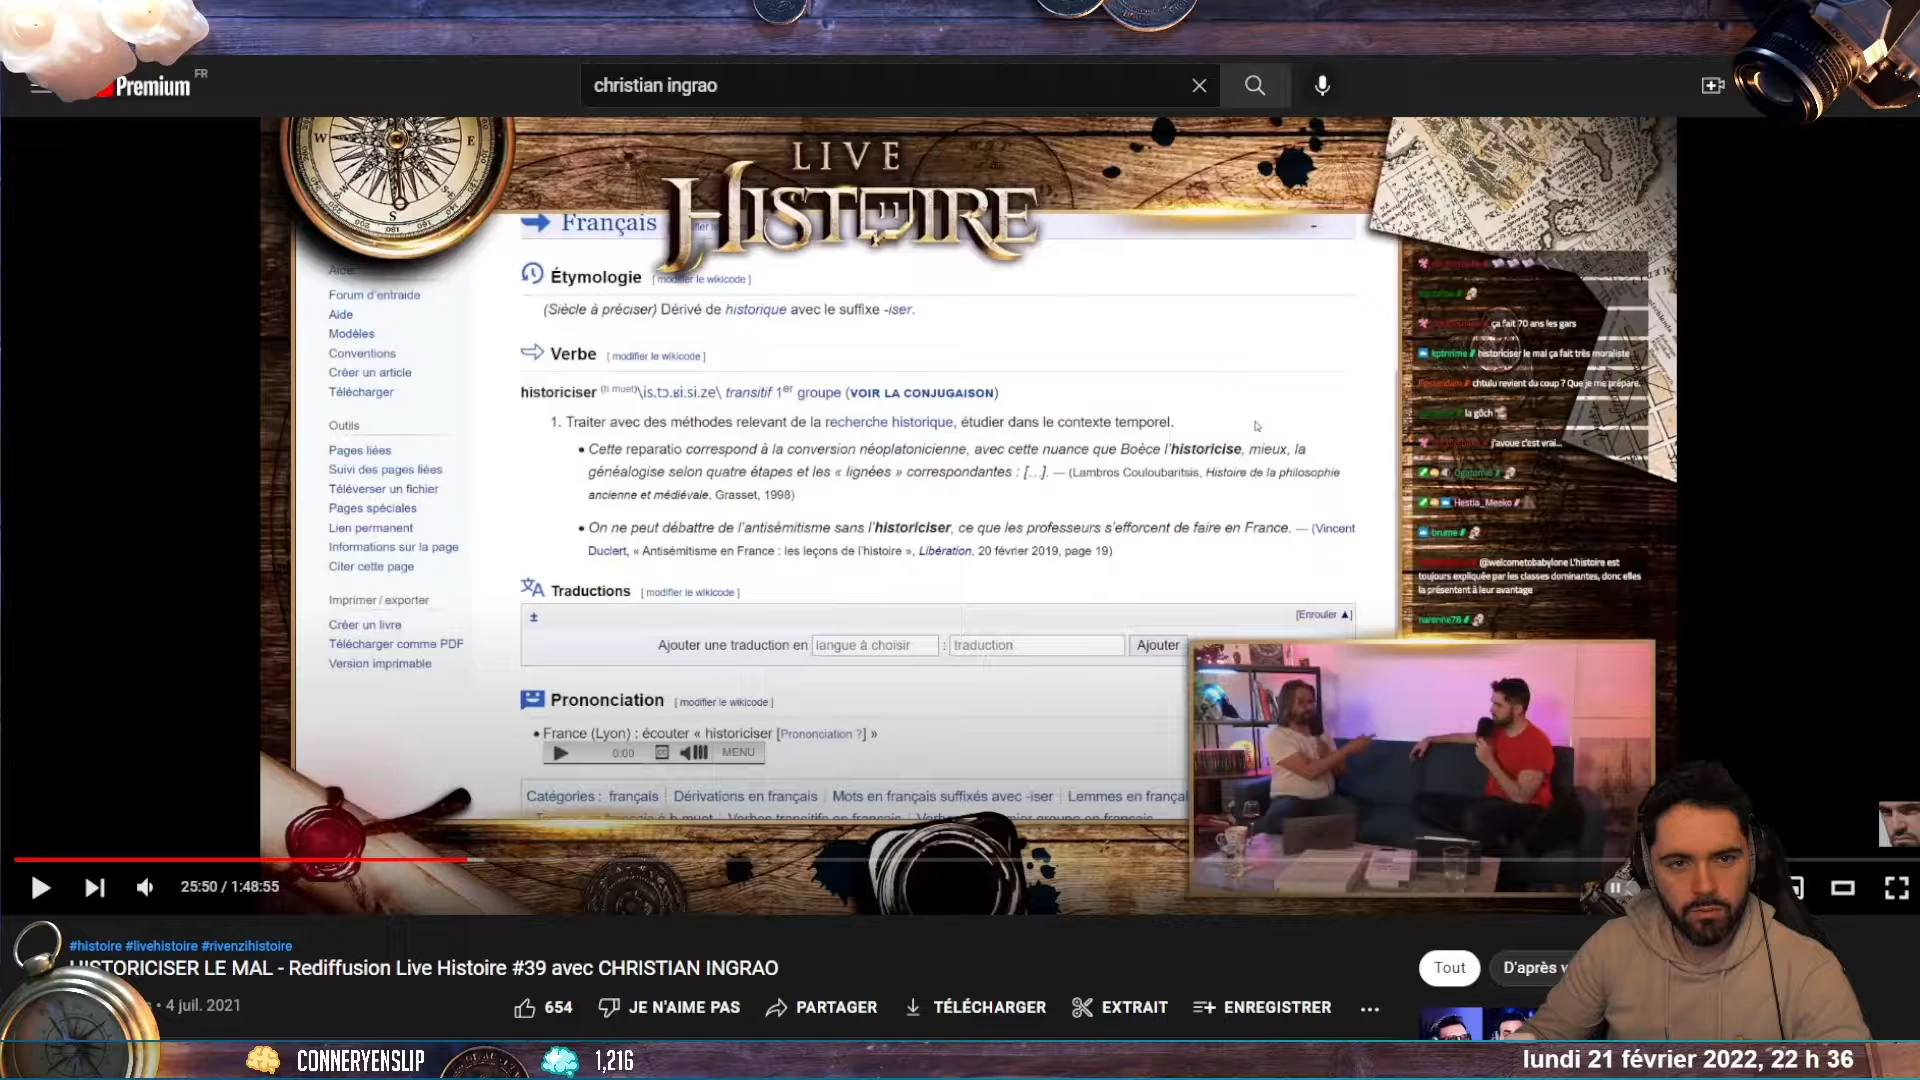 Premium FR
christian ingrao
LIVE
HISTOIRE
W E S
Français
Étymologie [ modifier le wikicode ]
(Siècle à préciser) Dérivé de historique avec le suffixe -iser.
Verbe [ modifier le wikicode ]
historiciser (h muet)\is.tɔ.ʁi.si.ze\ transitif 1er groupe (VOIR LA CONJUGAISON)
1. Traiter avec des méthodes relevant de la recherche historique, étudier dans le contexte temporel.
• Cette reparatio correspond à la conversion néoplatonicienne, avec cette nuance que Boèce l'historicise, mieux, la
généalogise selon quatre étapes et les « lignées » correspondantes : […]. — (Lambros Couloubaritsis, Histoire de la philosophie
ancienne et médiévale, Grasset, 1998)
• On ne peut débattre de l'antisémitisme sans l'historiciser, ce que les professeurs s'efforcent de faire en France. — (Vincent
Duclert, « Antisémitisme en France : les leçons de l'histoire », Libération, 20 février 2019, page 19)
Traductions [ modifier le wikicode ]
±
[Enrouler ▲]
Ajouter une traduction en langue à choisir : traduction Ajouter
Prononciation [ modifier le wikicode ]
• France (Lyon) : écouter « historiciser [Prononciation ?] »
0:00 MENU
Catégories : français | Dérivations en français | Mots en français suffixés avec -iser | Lemmes en françai
Aide
Forum d'entraide
Aide
Modèles
Conventions
Créer un article
Télécharger
Outils
Pages liées
Suivi des pages liées
Téléverser un fichier
Pages spéciales
Lien permanent
Informations sur la page
Citer cette page
Imprimer / exporter
Créer un livre
Télécharger comme PDF
Version imprimable
ça fait 70 ans les gars
kptnrime historiciser le mal ça fait très moraliste
chtulu revient du coup ? Que je me prépare.
la gôch
j'avoue c'est vrai...
Hestia_Meeko
brume
@welcometobabylone L'histoire est
toujours expliquée par les classes dominantes, donc elles
la présentent à leur avantage
narenne78
25:50 / 1:48:55
#histoire #livehistoire #rivenzihistoire
HISTORICISER LE MAL - Rediffusion Live Histoire #39 avec CHRISTIAN INGRAO
• 4 juil. 2021
654 JE N'AIME PAS PARTAGER TÉLÉCHARGER EXTRAIT ENREGISTRER ...
Tout D'après v
CONNERYENSLIP 1,216
lundi 21 février 2022, 22 h 36